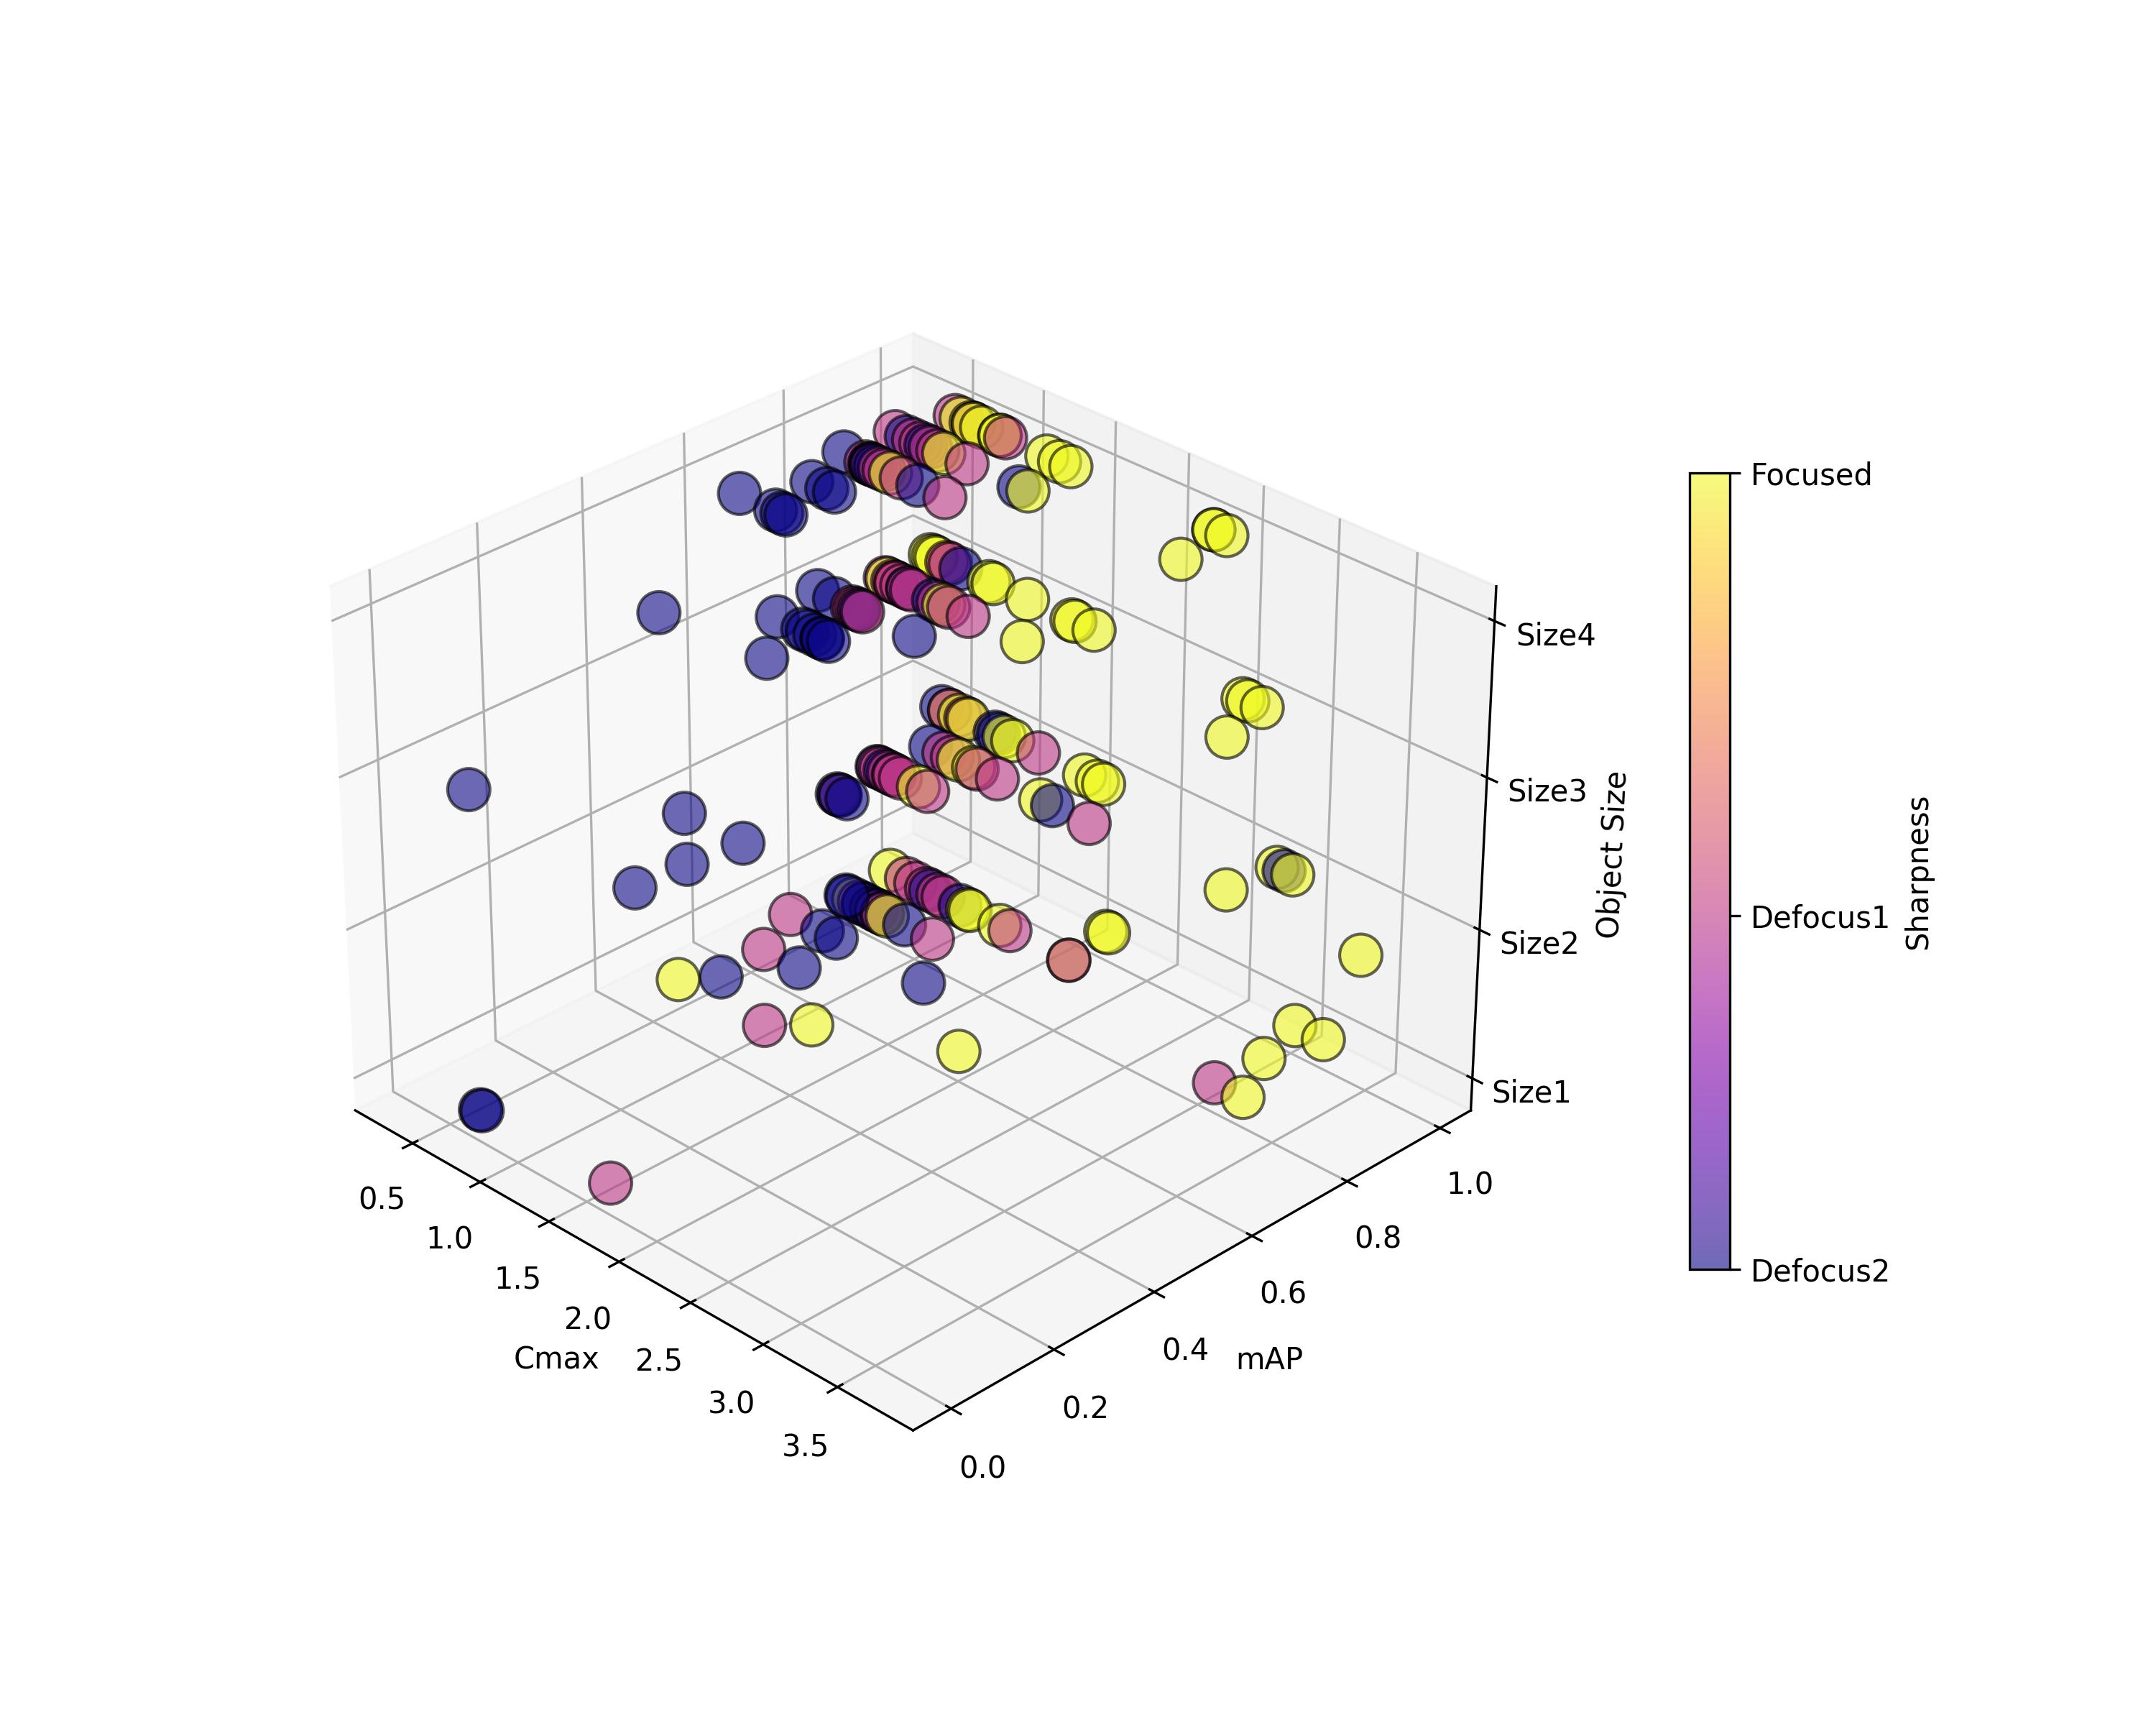 Focused
Defocus1
Defocus2
Sharpness
Size4
Size3
Size2
Size1
Object Size
0.5
1.0
1.5
2.0
2.5
3.0
3.5
Cmax
0.0
0.2
0.4
0.6
0.8
1.0
mAP